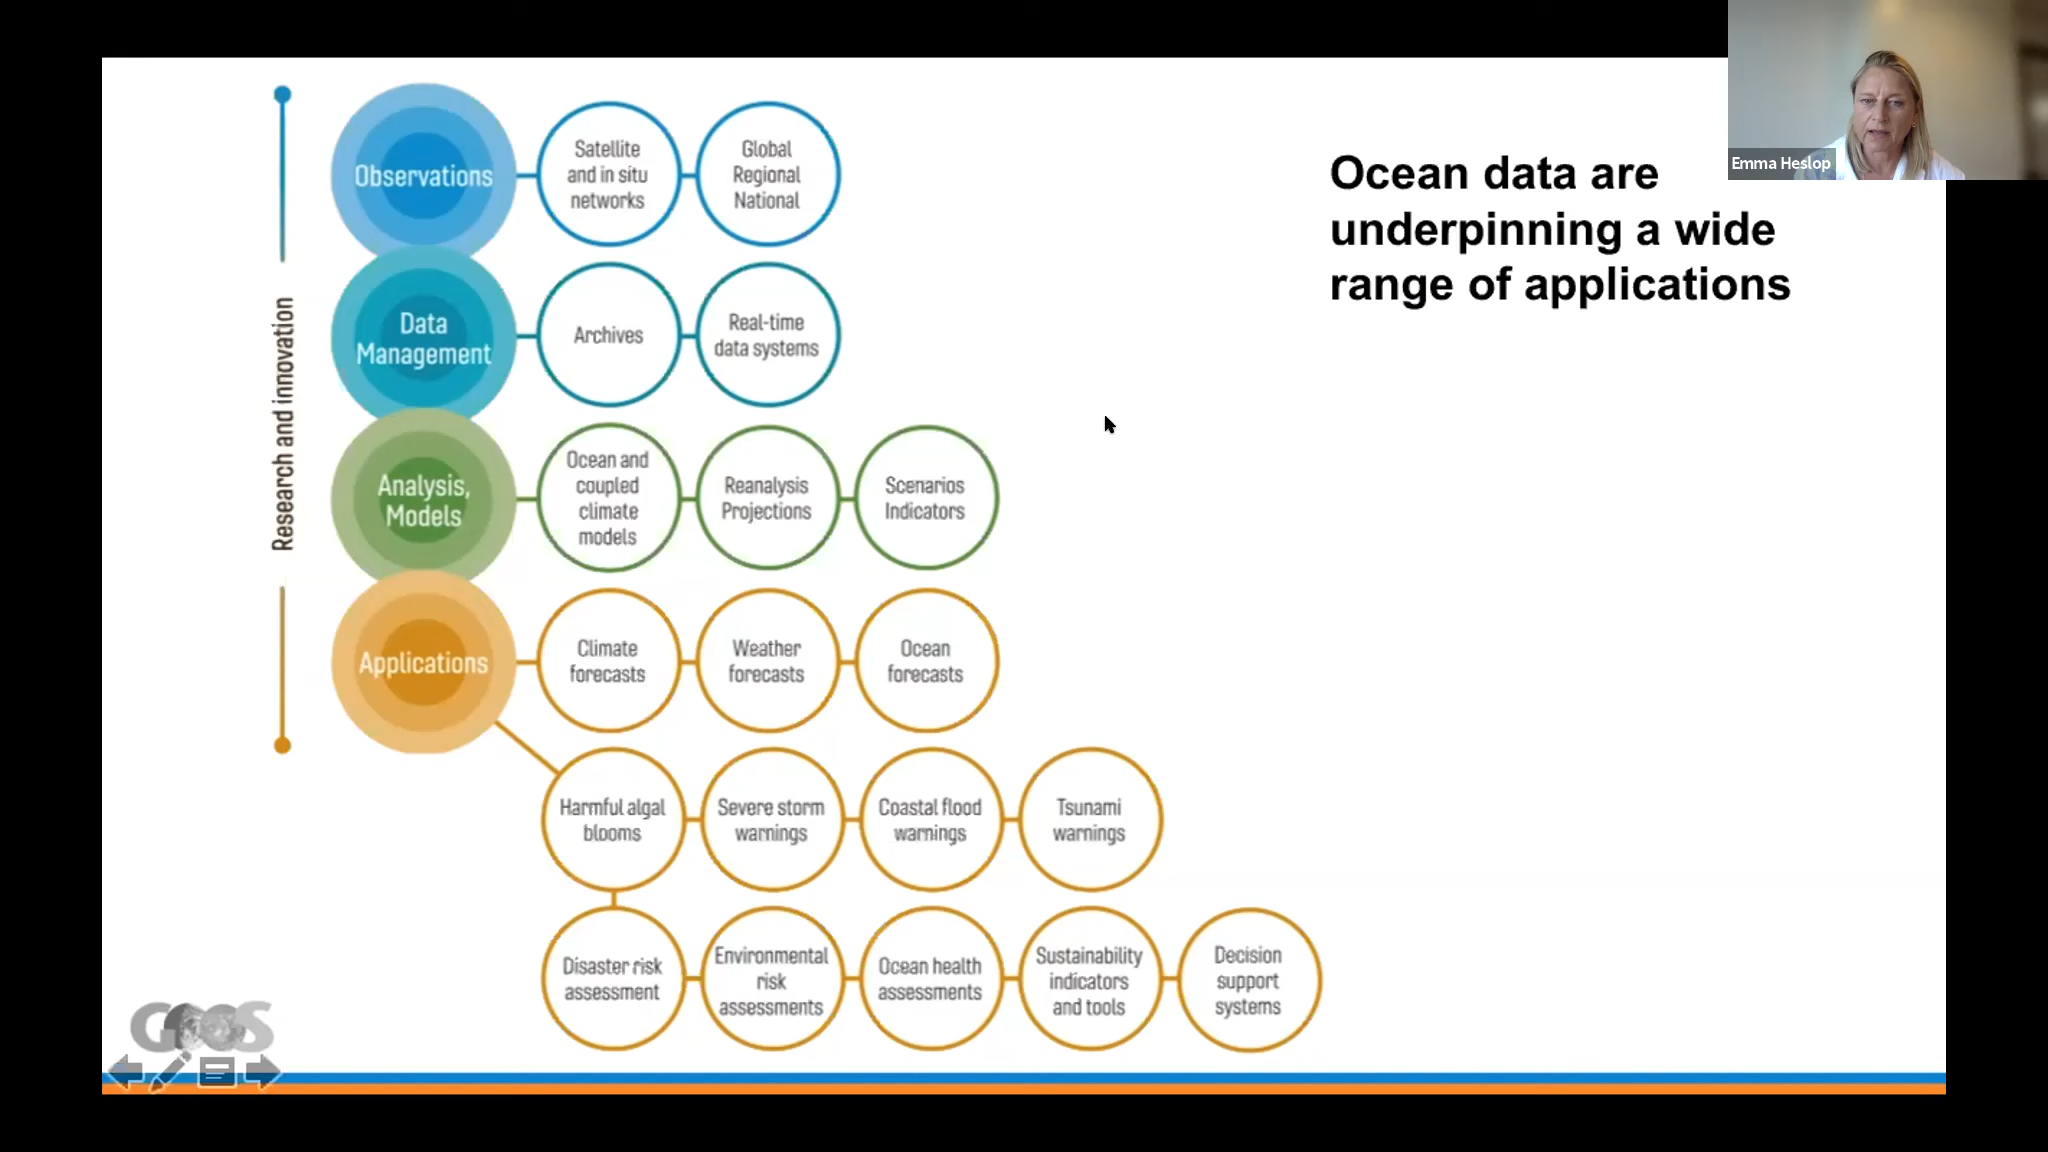 Emma Heslop
Ocean data are
underpinning a wide
range of applications
Research and innovation
Observations
Satellite
and in situ
networks
Global
Regional
National
Data
Management
Archives
Real-time
data systems
Analysis,
Models
Ocean and
coupled
climate
models
Reanalysis
Projections
Scenarios
Indicators
Applications
Climate
forecasts
Weather
forecasts
Ocean
forecasts
Harmful algal
blooms
Severe storm
warnings
Coastal flood
warnings
Tsunami
warnings
Disaster risk
assessment
Environmental
risk
assessments
Ocean health
assessments
Sustainability
indicators
and tools
Decision
support
systems
GOOS